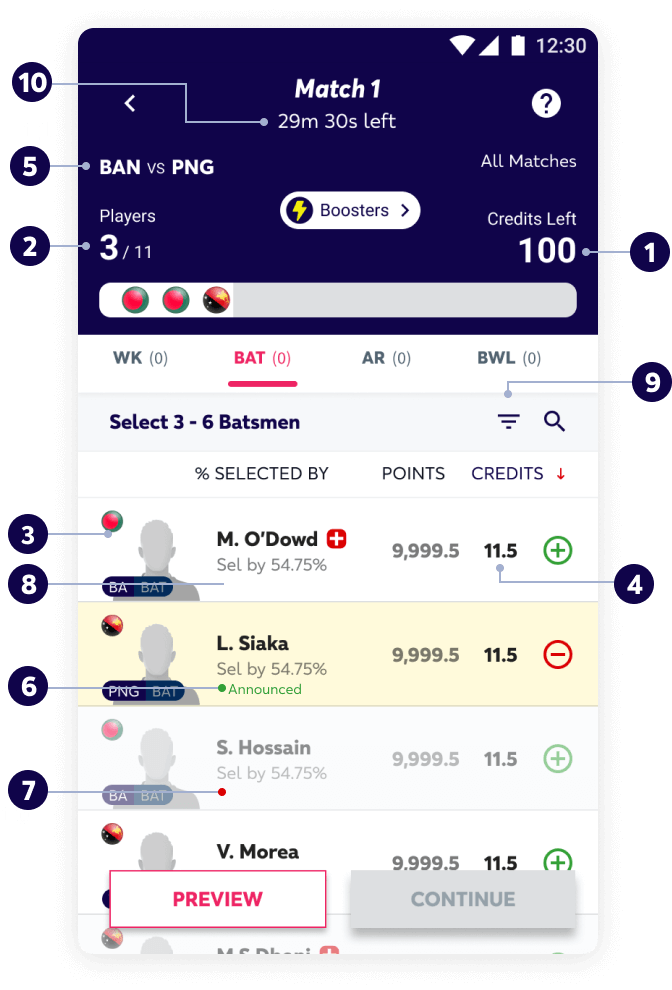 12:30
10
Match 1
?
29m 30s left
5
BAN VS PNG
All Matches
Players
Boosters
Credits Left
2
3 / 11
100
1
WK (0)
BAT (0)
AR (0)
BWL (0)
9
Select 3 - 6 Batsmen
% SELECTED BY
POINTS
CREDITS ↓
3
M. O'Dowd
9,999.5
11.5
Sel by 54.75%
8
BA BAT
4
L. Siaka
9,999.5
11.5
Sel by 54.75%
6
PNG BAT
Announced
S. Hossain
9,999.5
11.5
Sel by 54.75%
7
BA BAT
V. Morea
9,999.5
11.5
PREVIEW
CONTINUE
M S Dhoni